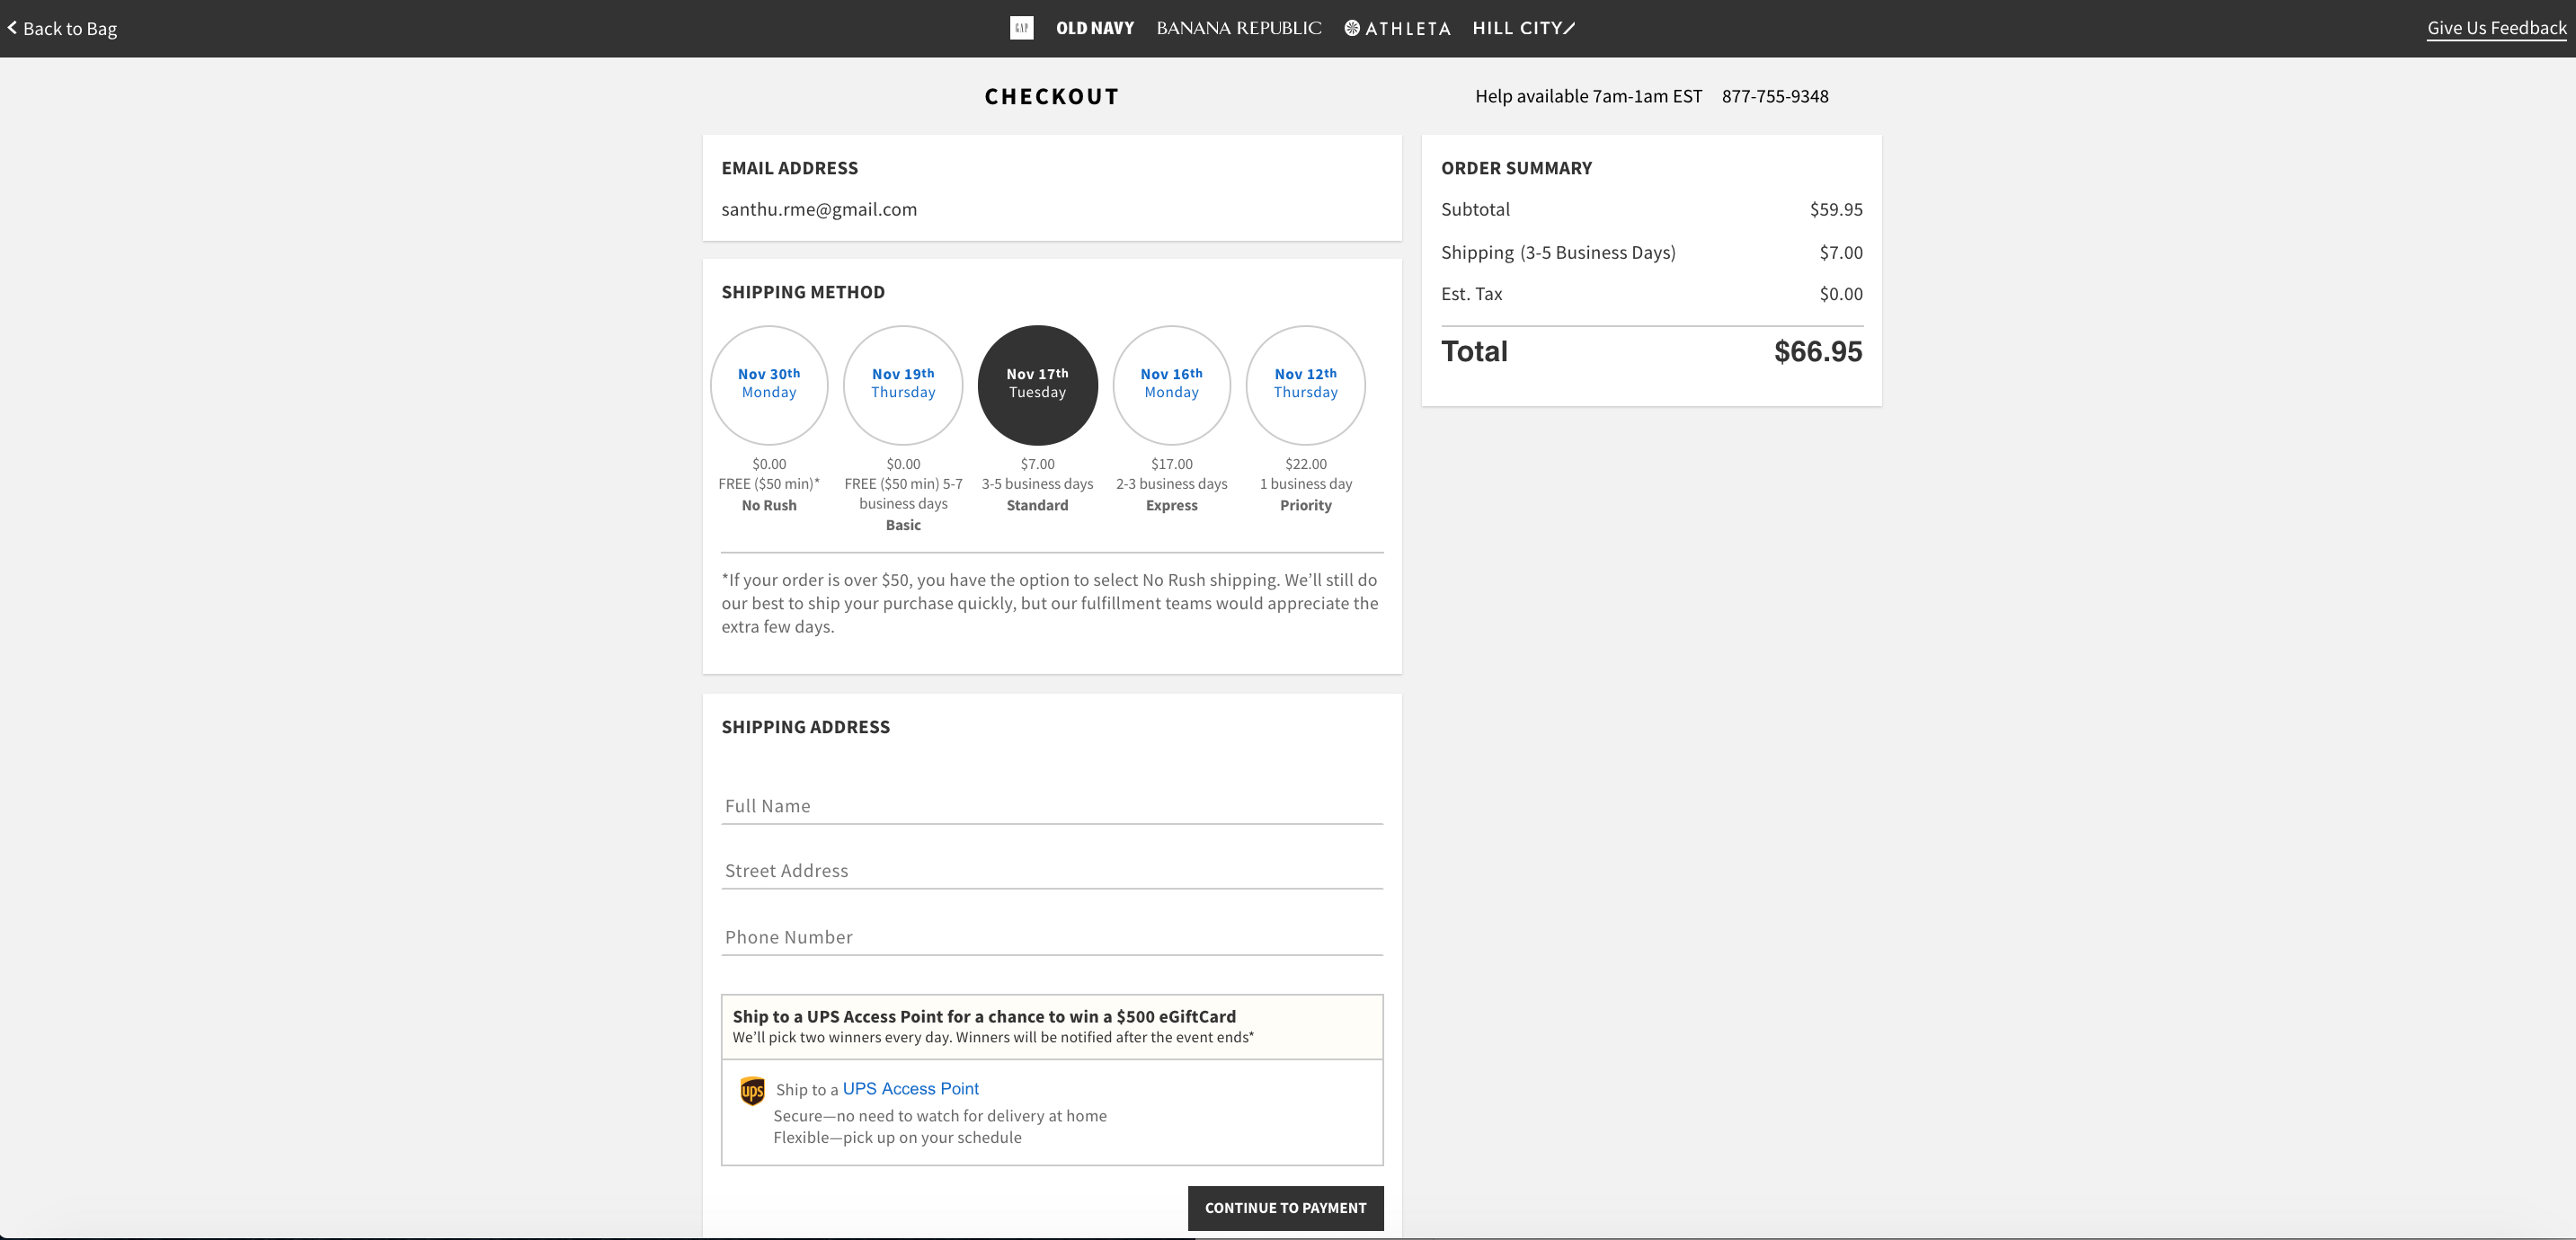 Back to Bag
GAP
OLD NAVY
BANANA REPUBLIC
ATHLETA
HILL CITY
Give Us Feedback
CHECKOUT
Help available 7am-1am EST 877-755-9348
EMAIL ADDRESS
santhu.rme@gmail.com
SHIPPING METHOD
Nov 30th
Monday
$0.00
FREE ($50 min)*
No Rush
Nov 19th
Thursday
$0.00
FREE ($50 min) 5-7
business days
Basic
Nov 17th
Tuesday
$7.00
3-5 business days
Standard
Nov 16th
Monday
$17.00
2-3 business days
Express
Nov 12th
Thursday
$22.00
1 business day
Priority
*If your order is over $50, you have the option to select No Rush shipping. We’ll still do
our best to ship your purchase quickly, but our fulfillment teams would appreciate the
extra few days.
SHIPPING ADDRESS
Full Name
Street Address
Phone Number
Ship to a UPS Access Point for a chance to win a $500 eGiftCard
We’ll pick two winners every day. Winners will be notified after the event ends*
ups
Ship to a UPS Access Point
Secure—no need to watch for delivery at home
Flexible—pick up on your schedule
CONTINUE TO PAYMENT
ORDER SUMMARY
Subtotal $59.95
Shipping (3-5 Business Days) $7.00
Est. Tax $0.00
Total $66.95